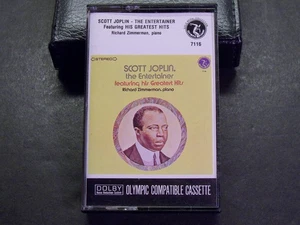 SCOTT JOPLIN - THE ENTERTAINER
Featuring HIS GREATEST HITS
Richard Zimmerman, piano
7116
STEREO
SCOTT JOPLIN,
the Entertainer
featuring his Greatest Hits
Richard Zimmerman, piano
DOLBY
OLYMPIC COMPATIBLE CASSETTE